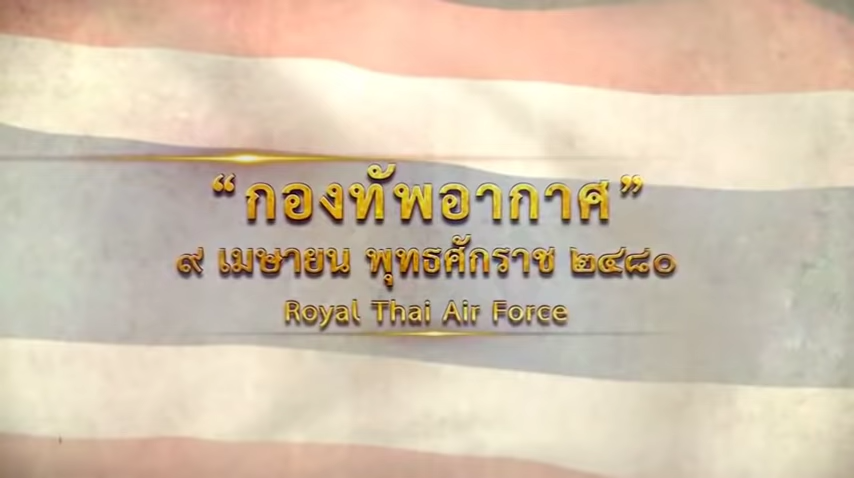 “กองทัพอากาศ”
๙ เมษายน พุทธศักราช ๒๔๘๐
Royal Thai Air Force